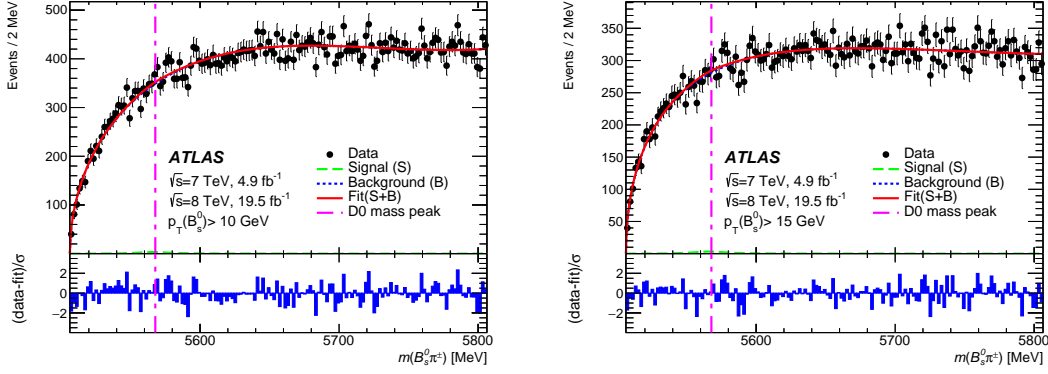 Events / 2 MeV
500
400
300
200
100
ATLAS
√s=7 TeV, 4.9 fb⁻¹
√s=8 TeV, 19.5 fb⁻¹
p_T(B_s^0)> 10 GeV
Data
Signal (S)
Background (B)
Fit(S+B)
D0 mass peak
(data-fit)/σ
2
0
−2
5600
5700
5800
m(B_s^0π^±) [MeV]
Events / 2 MeV
400
350
300
250
200
150
100
50
ATLAS
√s=7 TeV, 4.9 fb⁻¹
√s=8 TeV, 19.5 fb⁻¹
p_T(B_s^0)> 15 GeV
Data
Signal (S)
Background (B)
Fit(S+B)
D0 mass peak
(data-fit)/σ
2
0
−2
5600
5700
5800
m(B_s^0π^±) [MeV]